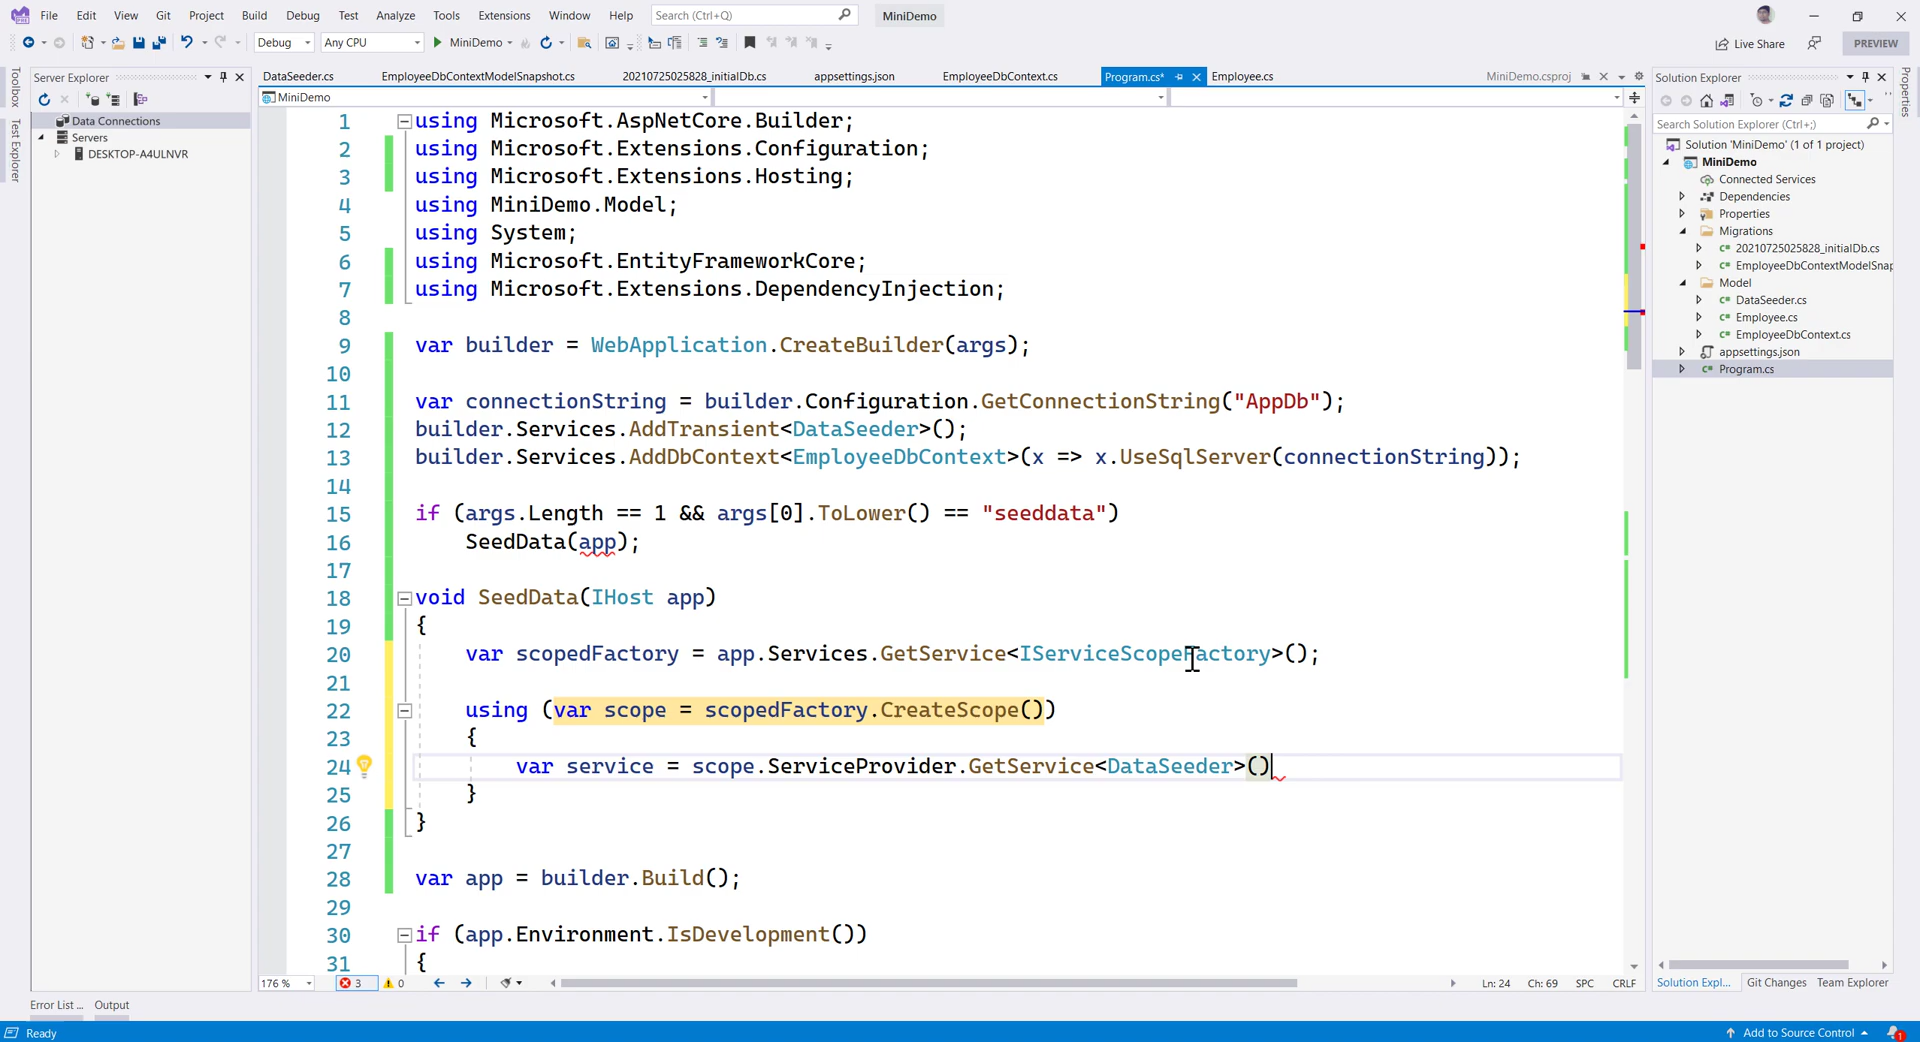 File Edit View Git Project Build Debug Test Analyze Tools Extensions Window Help Search (Ctrl+Q) MiniDemo
Debug Any CPU MiniDemo Live Share PREVIEW
Toolbox
Test Explorer
Server Explorer
Data Connections
Servers
DESKTOP-A4ULNVR
DataSeeder.cs EmployeeDbContextModelSnapshot.cs 20210725025828_initialDb.cs appsettings.json EmployeeDbContext.cs Program.cs* Employee.cs MiniDemo.csproj
MiniDemo
1 using Microsoft.AspNetCore.Builder;
2 using Microsoft.Extensions.Configuration;
3 using Microsoft.Extensions.Hosting;
4 using MiniDemo.Model;
5 using System;
6 using Microsoft.EntityFrameworkCore;
7 using Microsoft.Extensions.DependencyInjection;
8
9 var builder = WebApplication.CreateBuilder(args);
10
11 var connectionString = builder.Configuration.GetConnectionString("AppDb");
12 builder.Services.AddTransient<DataSeeder>();
13 builder.Services.AddDbContext<EmployeeDbContext>(x => x.UseSqlServer(connectionString));
14
15 if (args.Length == 1 && args[0].ToLower() == "seeddata")
16 SeedData(app);
17
18 void SeedData(IHost app)
19 {
20 var scopedFactory = app.Services.GetService<IServiceScopeFactory>();
21
22 using (var scope = scopedFactory.CreateScope())
23 {
24 var service = scope.ServiceProvider.GetService<DataSeeder>()
25 }
26 }
27
28 var app = builder.Build();
29
30 if (app.Environment.IsDevelopment())
31 {
176 % 3 0 Ln: 24 Ch: 69 SPC CRLF
Solution Explorer
Search Solution Explorer (Ctrl+;)
Solution 'MiniDemo' (1 of 1 project)
MiniDemo
Connected Services
Dependencies
Properties
Migrations
20210725025828_initialDb.cs
EmployeeDbContextModelSnap
Model
DataSeeder.cs
Employee.cs
EmployeeDbContext.cs
appsettings.json
Program.cs
Solution Expl... Git Changes Team Explorer
Properties
Error List ... Output
Ready Add to Source Control 1